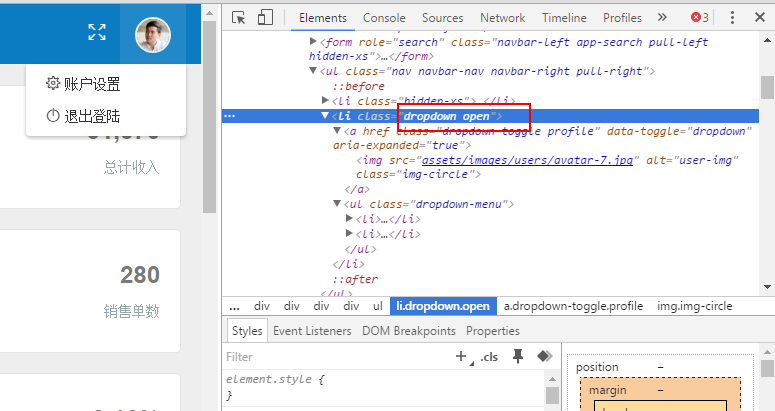 账户设置
退出登陆
总计收入
280
销售单数
Elements Console Sources Network Timeline Profiles » 3
▶<form role="search" class="navbar-left app-search pull-left
hidden-xs">…</form>
▼<ul class="nav navbar-nav navbar-right pull-right">
::before
▶<li class="hidden-xs"> </li>
… ▼<li class="dropdown open">
▼<a href class="dropdown-toggle profile" data-toggle="dropdown"
aria-expanded="true">
<img src="assets/images/users/avatar-7.jpg" alt="user-img"
class="img-circle">
</a>
▼<ul class="dropdown-menu">
▶<li>…</li>
▶<li>…</li>
</ul>
</li>
::after
</ul>
... div div div div ul li.dropdown.open a.dropdown-toggle.profile img.img-circle
Styles Event Listeners DOM Breakpoints Properties
Filter + .cls
element.style {
}
position –
margin –